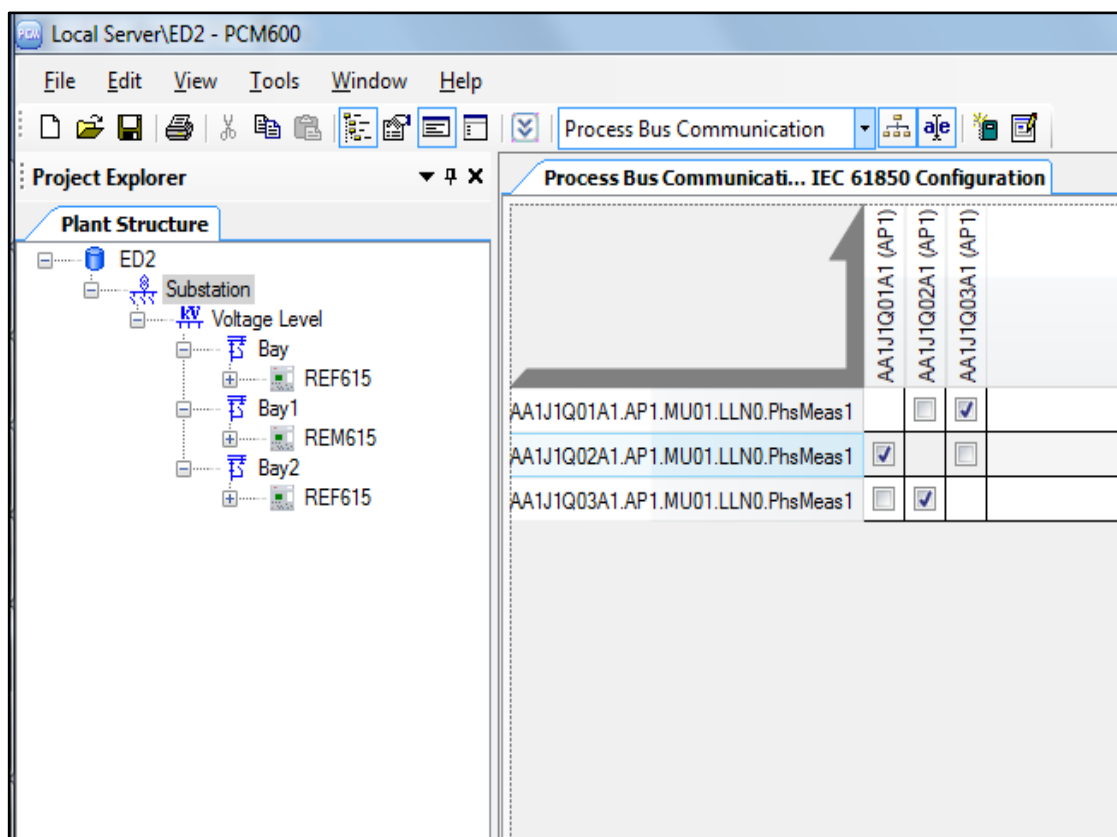 Local Server\ED2 - PCM600
File Edit View Tools Window Help
Process Bus Communication
Project Explorer
Process Bus Communicati... IEC 61850 Configuration
Plant Structure
ED2
Substation
Voltage Level
Bay
REF615
Bay1
REM615
Bay2
REF615
AA1J1Q01A1 (AP1)
AA1J1Q02A1 (AP1)
AA1J1Q03A1 (AP1)
AA1J1Q01A1.AP1.MU01.LLN0.PhsMeas1
AA1J1Q02A1.AP1.MU01.LLN0.PhsMeas1
AA1J1Q03A1.AP1.MU01.LLN0.PhsMeas1